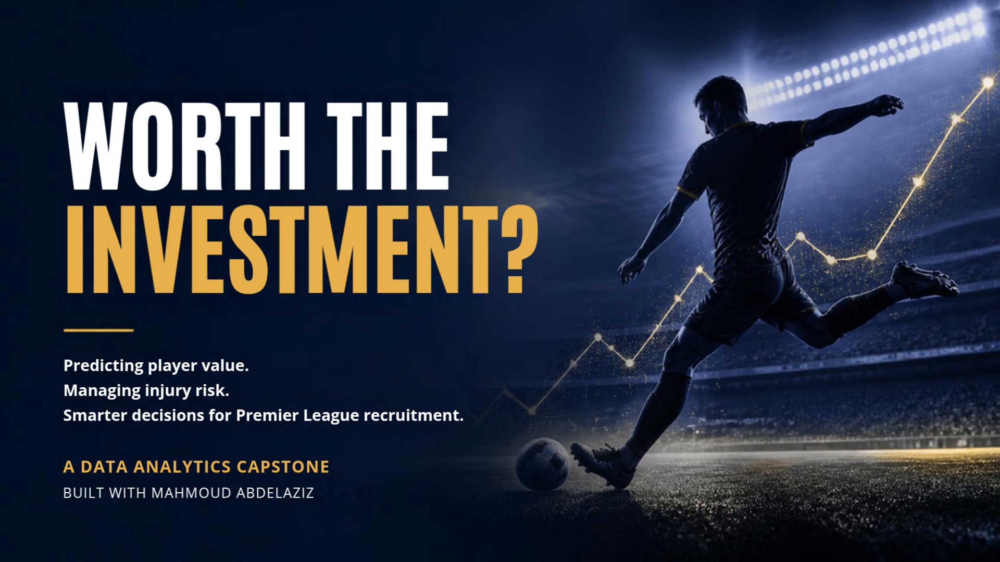 WORTH THE
INVESTMENT?
Predicting player value.
Managing injury risk.
Smarter decisions for Premier League recruitment.
A DATA ANALYTICS CAPSTONE
BUILT WITH MAHMOUD ABDELAZIZ